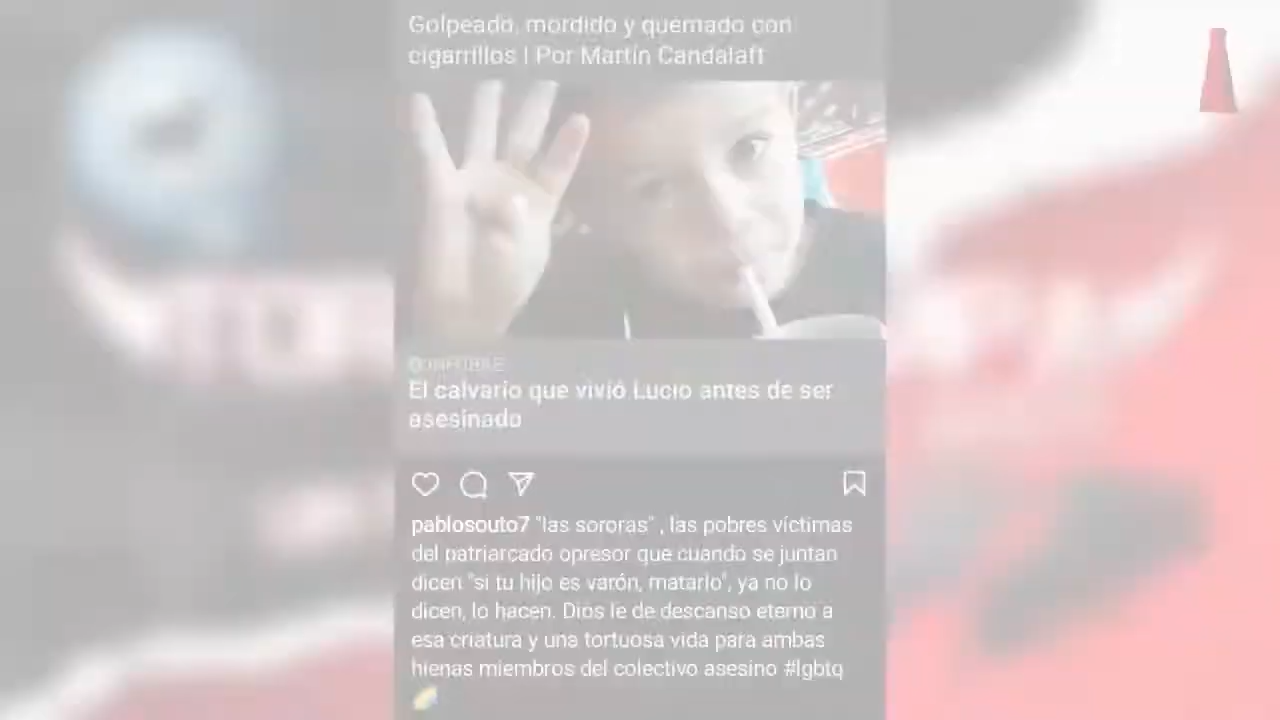 Golpeado, mordido y quemado con
cigarrillos | Por Martín Candalaft
El calvario que vivió Lucio antes de ser
asesinado
pablosouto7 "las sororas" , las pobres víctimas
del patriarcado opresor que cuando se juntan
dicen "si tu hijo es varón, matarlo", ya no lo
dicen, lo hacen. Dios le de descanso eterno a
esa criatura y una tortuosa vida para ambas
hienas miembros del colectivo asesino #lgbtq